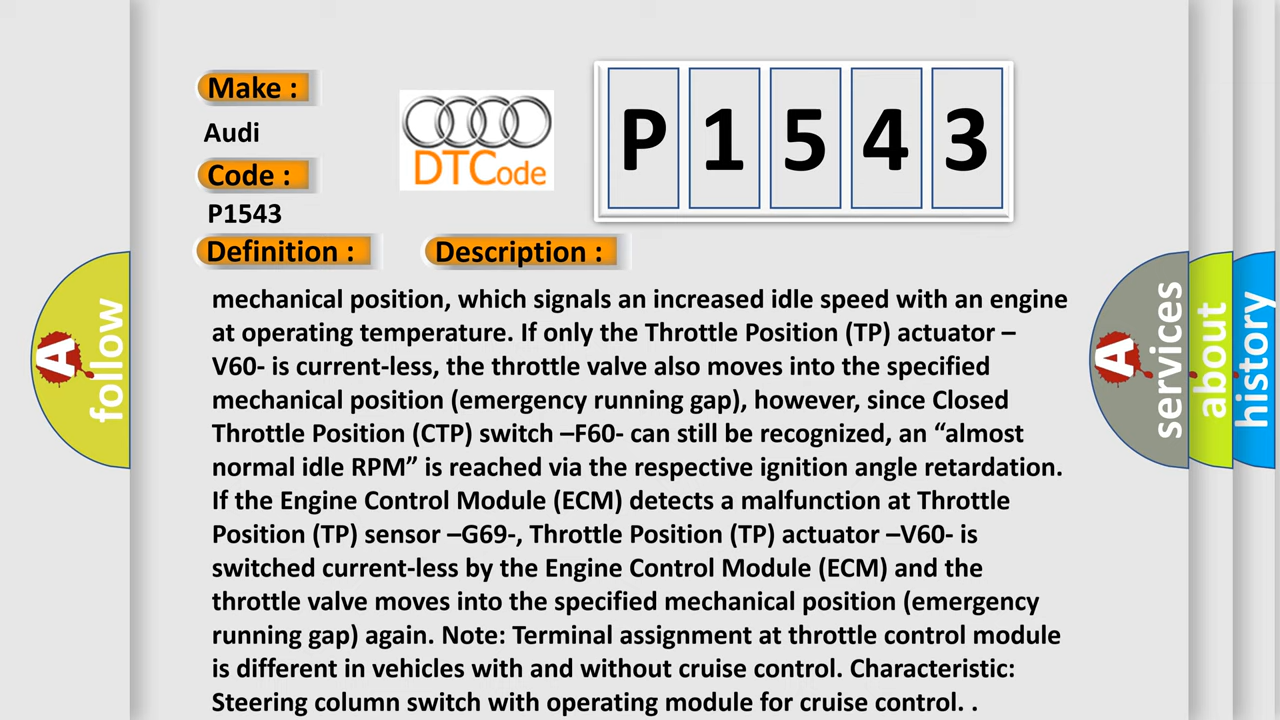 Make :
Audi
Code :
P1543
DTCode
P1543
Definition :
Description :
mechanical position, which signals an increased idle speed with an engine
at operating temperature. If only the Throttle Position (TP) actuator –
V60- is current-less, the throttle valve also moves into the specified
mechanical position (emergency running gap), however, since Closed
Throttle Position (CTP) switch –F60- can still be recognized, an “almost
normal idle RPM” is reached via the respective ignition angle retardation.
If the Engine Control Module (ECM) detects a malfunction at Throttle
Position (TP) sensor –G69-, Throttle Position (TP) actuator –V60- is
switched current-less by the Engine Control Module (ECM) and the
throttle valve moves into the specified mechanical position (emergency
running gap) again. Note: Terminal assignment at throttle control module
is different in vehicles with and without cruise control. Characteristic:
Steering column switch with operating module for cruise control. .
A
follow
A
services
about
history